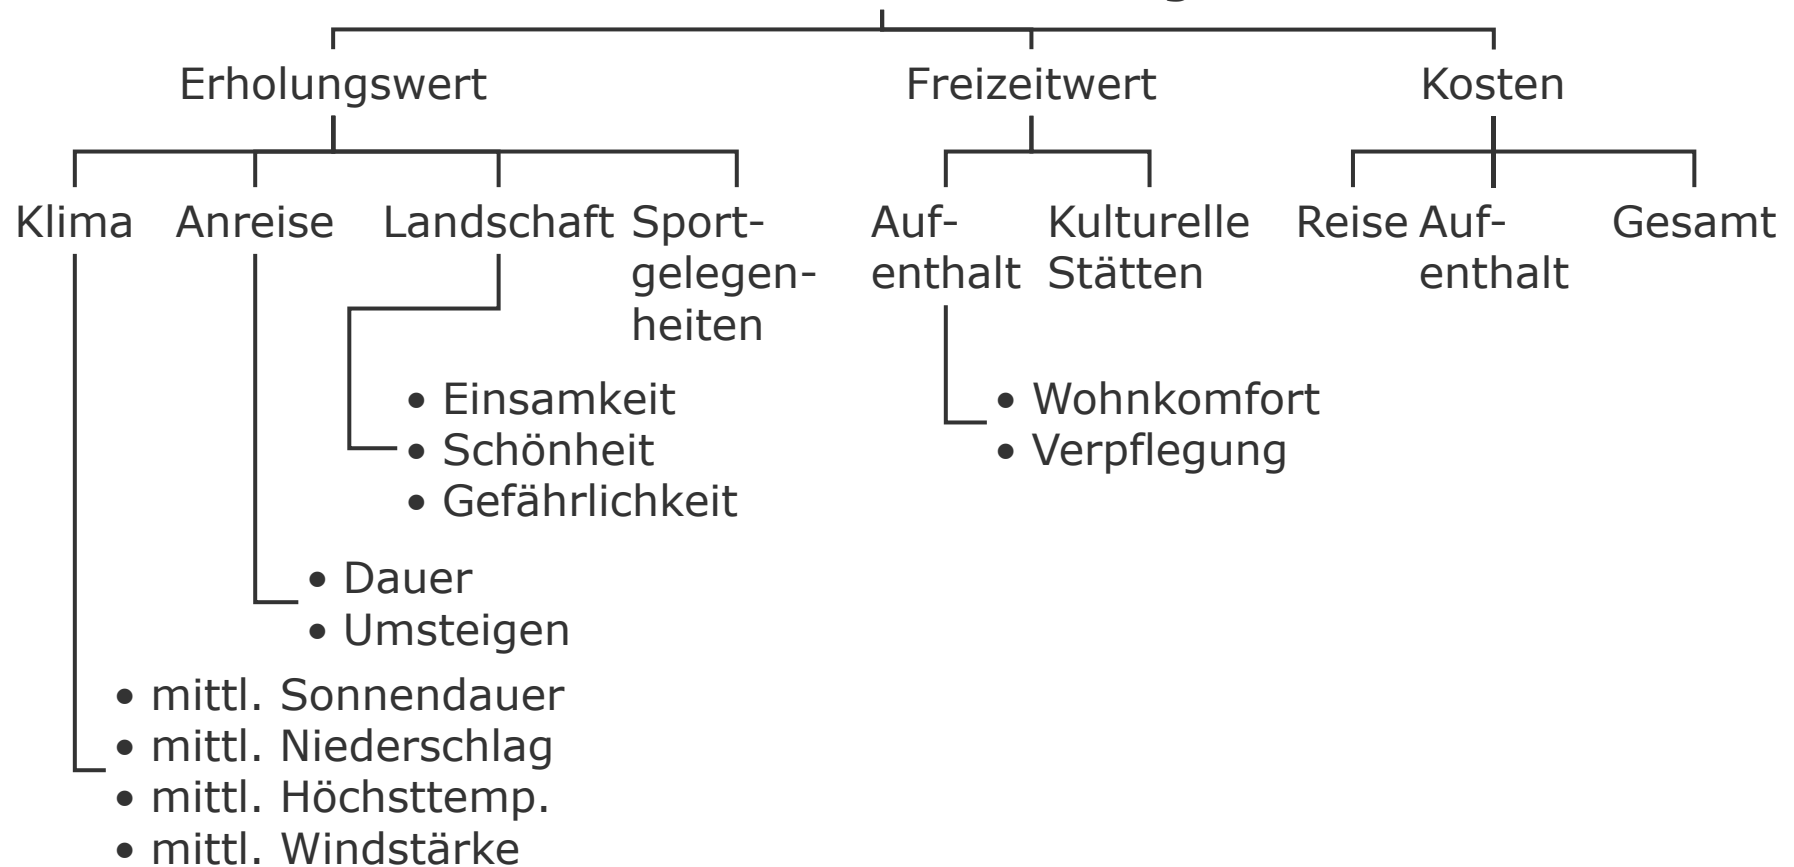 Erholungswert Freizeitwert Kosten
Klima Anreise Landschaft Sport- Auf- Kulturelle Reise Auf- Gesamt
gelegen- enthalt Stätten enthalt
heiten
• Einsamkeit • Wohnkomfort
• Schönheit • Verpflegung
• Gefährlichkeit
• Dauer
• Umsteigen
• mittl. Sonnendauer
• mittl. Niederschlag
• mittl. Höchsttemp.
• mittl. Windstärke